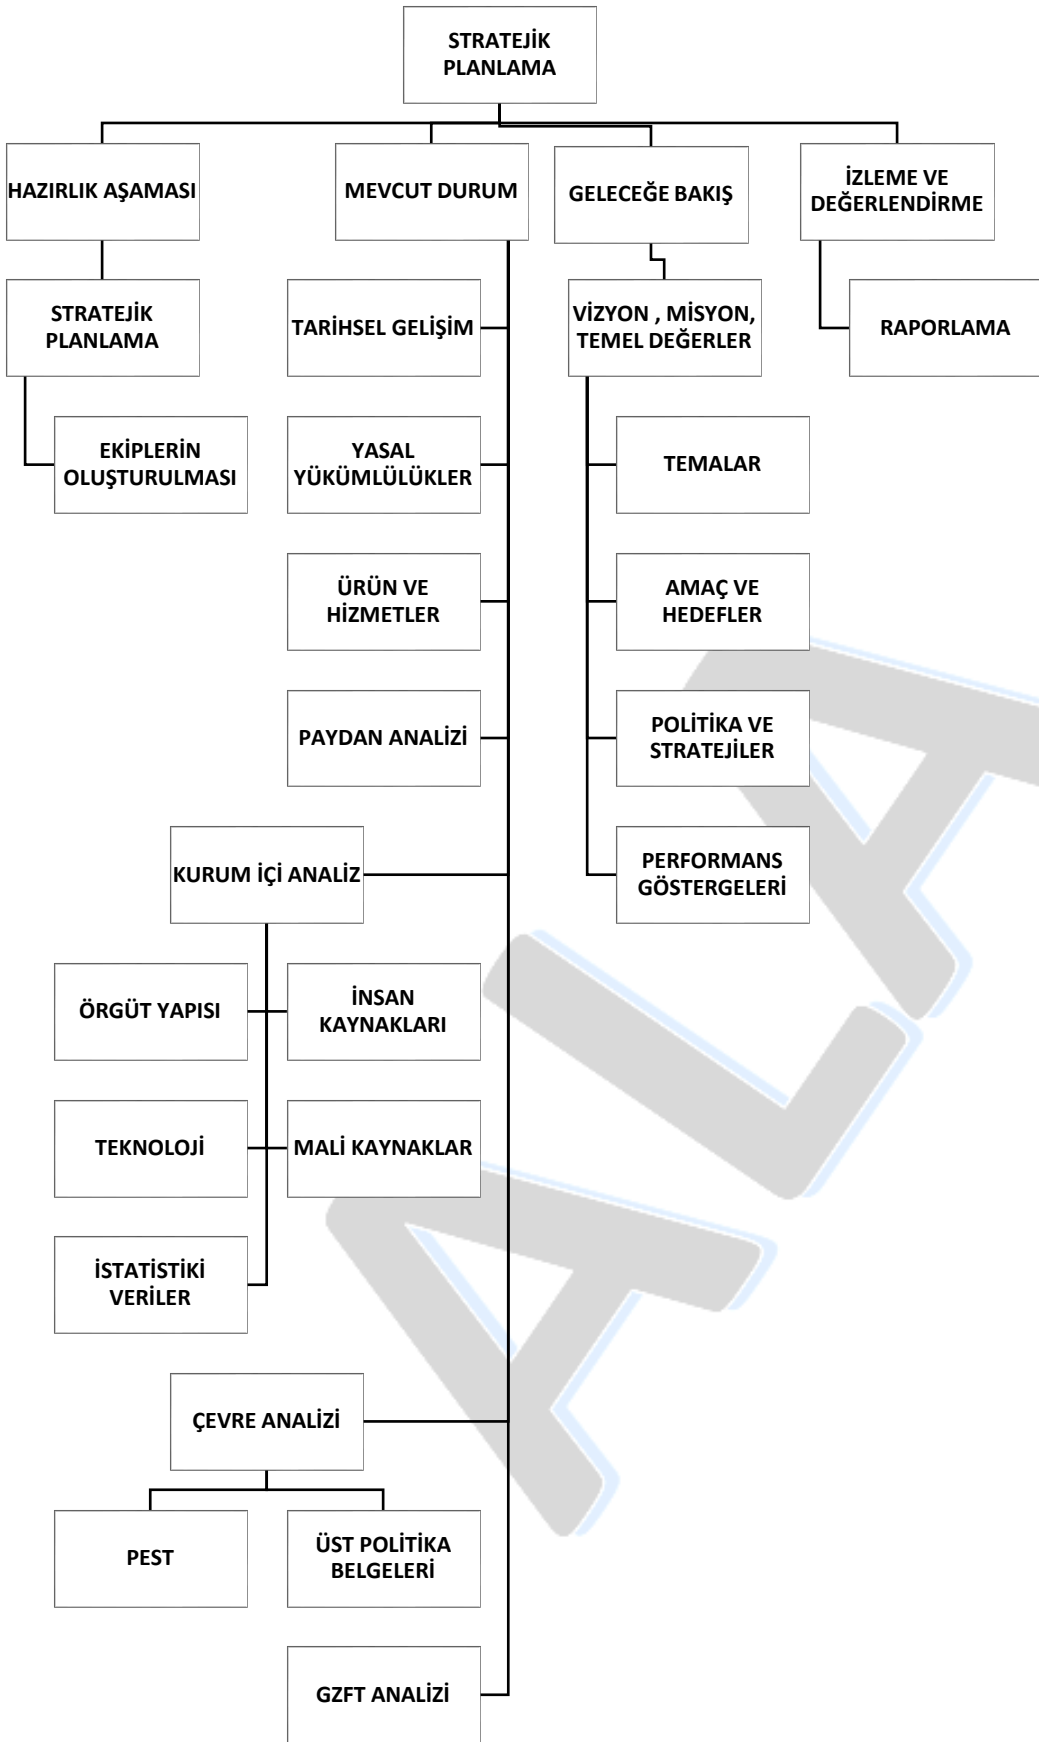 STRATEJİK
PLANLAMA
HAZIRLIK AŞAMASI
STRATEJİK
PLANLAMA
EKİPLERİN
OLUŞTURULMASI
MEVCUT DURUM
TARİHSEL GELİŞİM
YASAL
YÜKÜMLÜLÜKLER
ÜRÜN VE
HİZMETLER
PAYDAN ANALİZİ
KURUM İÇİ ANALİZ
ÖRGÜT YAPISI
İNSAN
KAYNAKLARI
TEKNOLOJİ
MALİ KAYNAKLAR
İSTATİSTİKİ
VERİLER
ÇEVRE ANALİZİ
PEST
ÜST POLİTİKA
BELGELERİ
GZFT ANALİZİ
GELECEĞE BAKIŞ
VİZYON , MİSYON,
TEMEL DEĞERLER
TEMALAR
AMAÇ VE
HEDEFLER
POLİTİKA VE
STRATEJİLER
PERFORMANS
GÖSTERGELERİ
İZLEME VE
DEĞERLENDİRME
RAPORLAMA